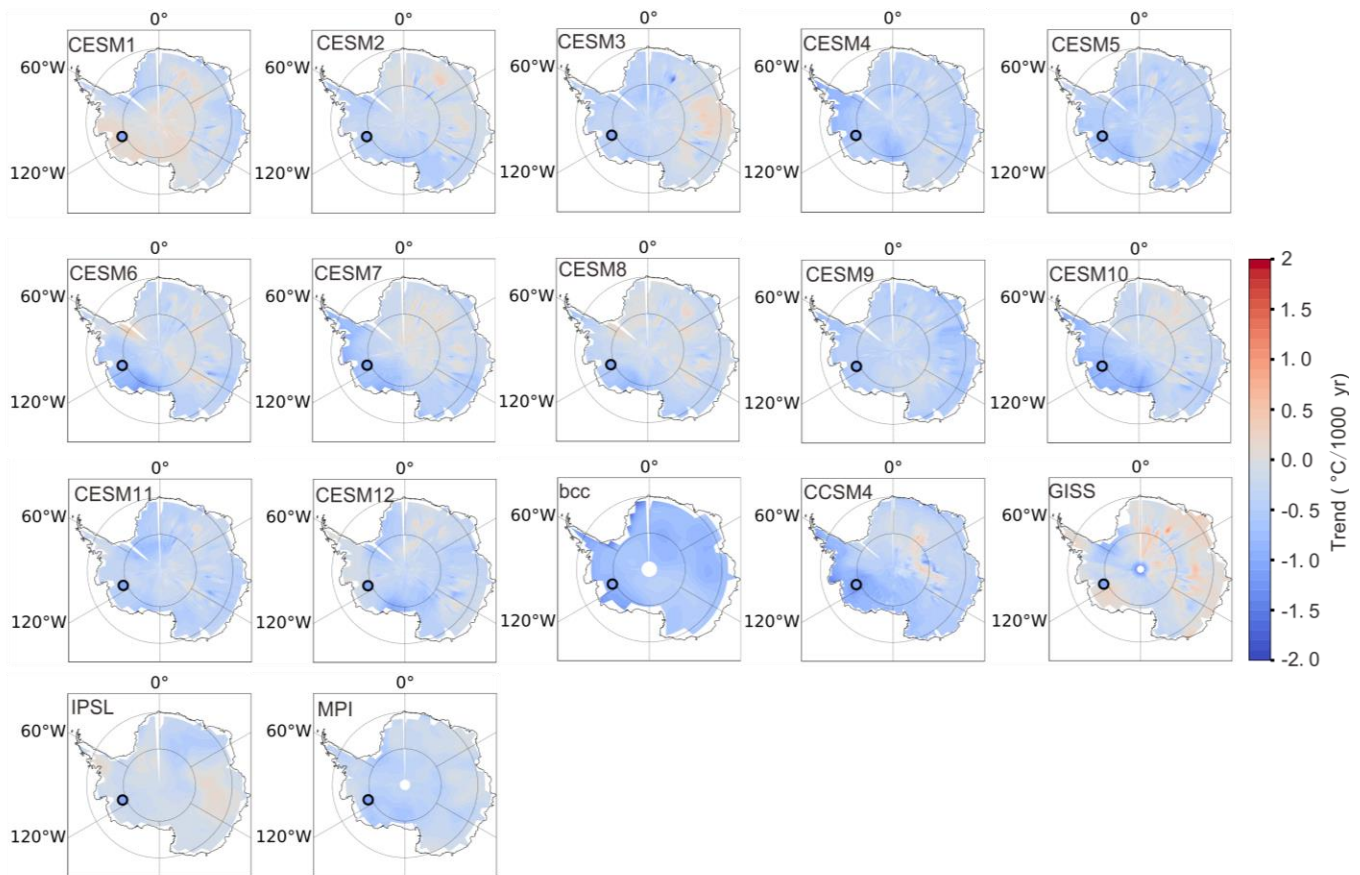 0° 0° 0° 0° 0°
CESM1 CESM2 CESM3 CESM4 CESM5
60°W 60°W 60°W 60°W 60°W
120°W 120°W 120°W 120°W 120°W
0° 0° 0° 0° 0°
CESM6 CESM7 CESM8 CESM9 CESM10
60°W 60°W 60°W 60°W 60°W
120°W 120°W 120°W 120°W 120°W
0° 0° 0° 0° 0°
CESM11 CESM12 bcc CCSM4 GISS
60°W 60°W 60°W 60°W 60°W
120°W 120°W 120°W 120°W 120°W
0° 0°
IPSL MPI
60°W 60°W
120°W 120°W
2
1.5
1.0
0.5
0.0
-0.5
-1.0
-1.5
-2.0
Trend ( °C/1000 yr)